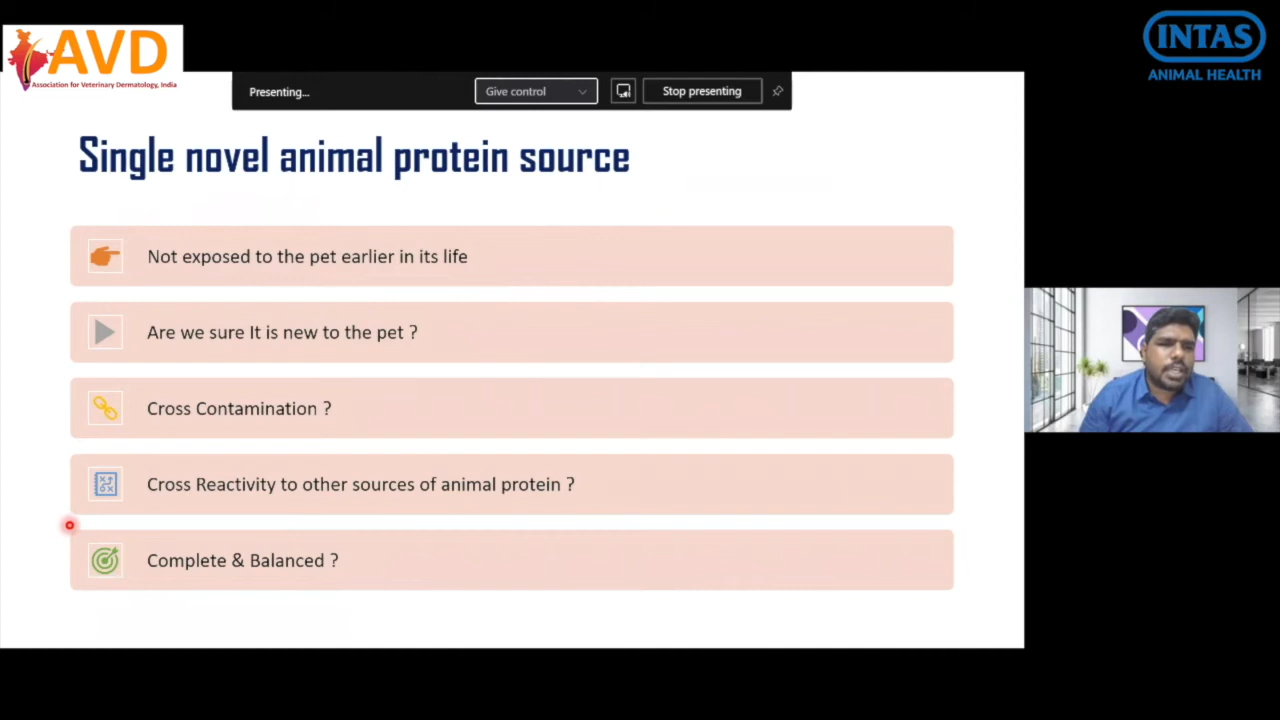 AVD
Association for Veterinary Dermatology, India
INTAS
ANIMAL HEALTH
Presenting...
Give control
Stop presenting
Single novel animal protein source
Not exposed to the pet earlier in its life
Are we sure It is new to the pet ?
Cross Contamination ?
Cross Reactivity to other sources of animal protein ?
Complete & Balanced ?